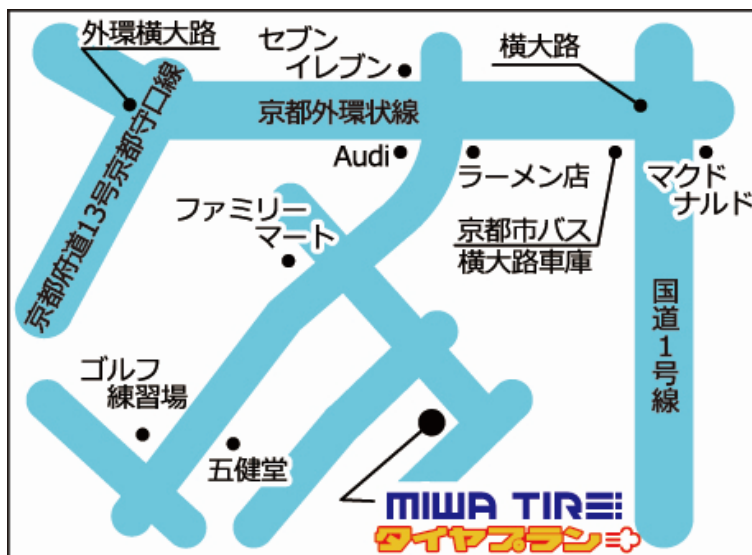 外環横大路
セブン
イレブン
横大路
京都外環状線
京都府道13号京都守口線
Audi
ラーメン店
マクド
ナルド
ファミリー
マート
京都市バス
横大路車庫
国道1号線
ゴルフ
練習場
五健堂
MIWA TIRE
タイヤプラン